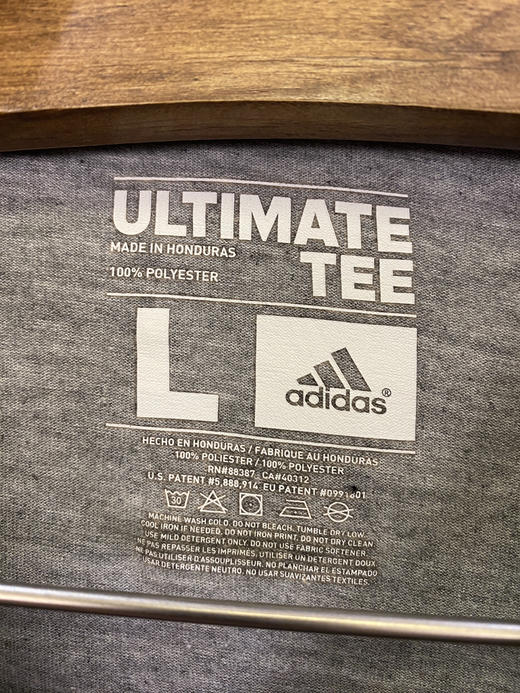 ULTIMATE
TEE
MADE IN HONDURAS
100% POLYESTER
L
adidas®
HECHO EN HONDURAS / FABRIQUE AU HONDURAS
100% POLIESTER / 100% POLYESTER
RN#88387 CA#40312
U.S. PATENT #5,888,914 EU PATENT
30
MACHINE WASH COLD. DO NOT BLEACH. TUMBLE DRY LOW.
COOL IRON IF NEEDED. DO NOT IRON PRINT. DO NOT DRY CLEAN
USE MILD DETERGENT ONLY. DO NOT USE FABRIC SOFTENER.
NE PAS REPASSER LES IMPRIMÉS. UTILISER UN DETERGENT DOUX.
NE PAS UTILISER D'ASSOUPLISSEUR. NO PLANCHAR EL ESTAMPADO
USAR DETERGENTE NEUTRO. NO USAR SUAVIZANTES TEXTILES.